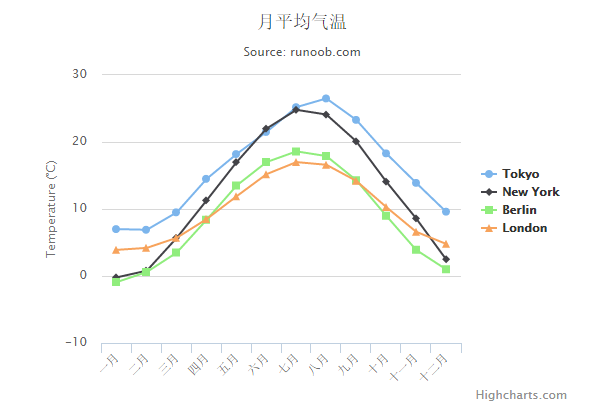 月平均气温
Source: runoob.com
Temperature (°C)
30
20
10
0
-10
一月
二月
三月
四月
五月
六月
七月
八月
九月
十月
十一月
十二月
Tokyo
New York
Berlin
London
Highcharts.com